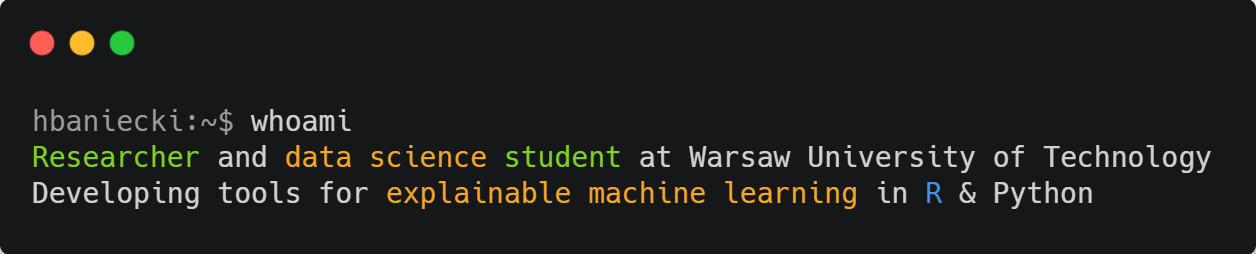 hbaniecki:~$ whoami
Researcher and data science student at Warsaw University of Technology
Developing tools for explainable machine learning in R & Python